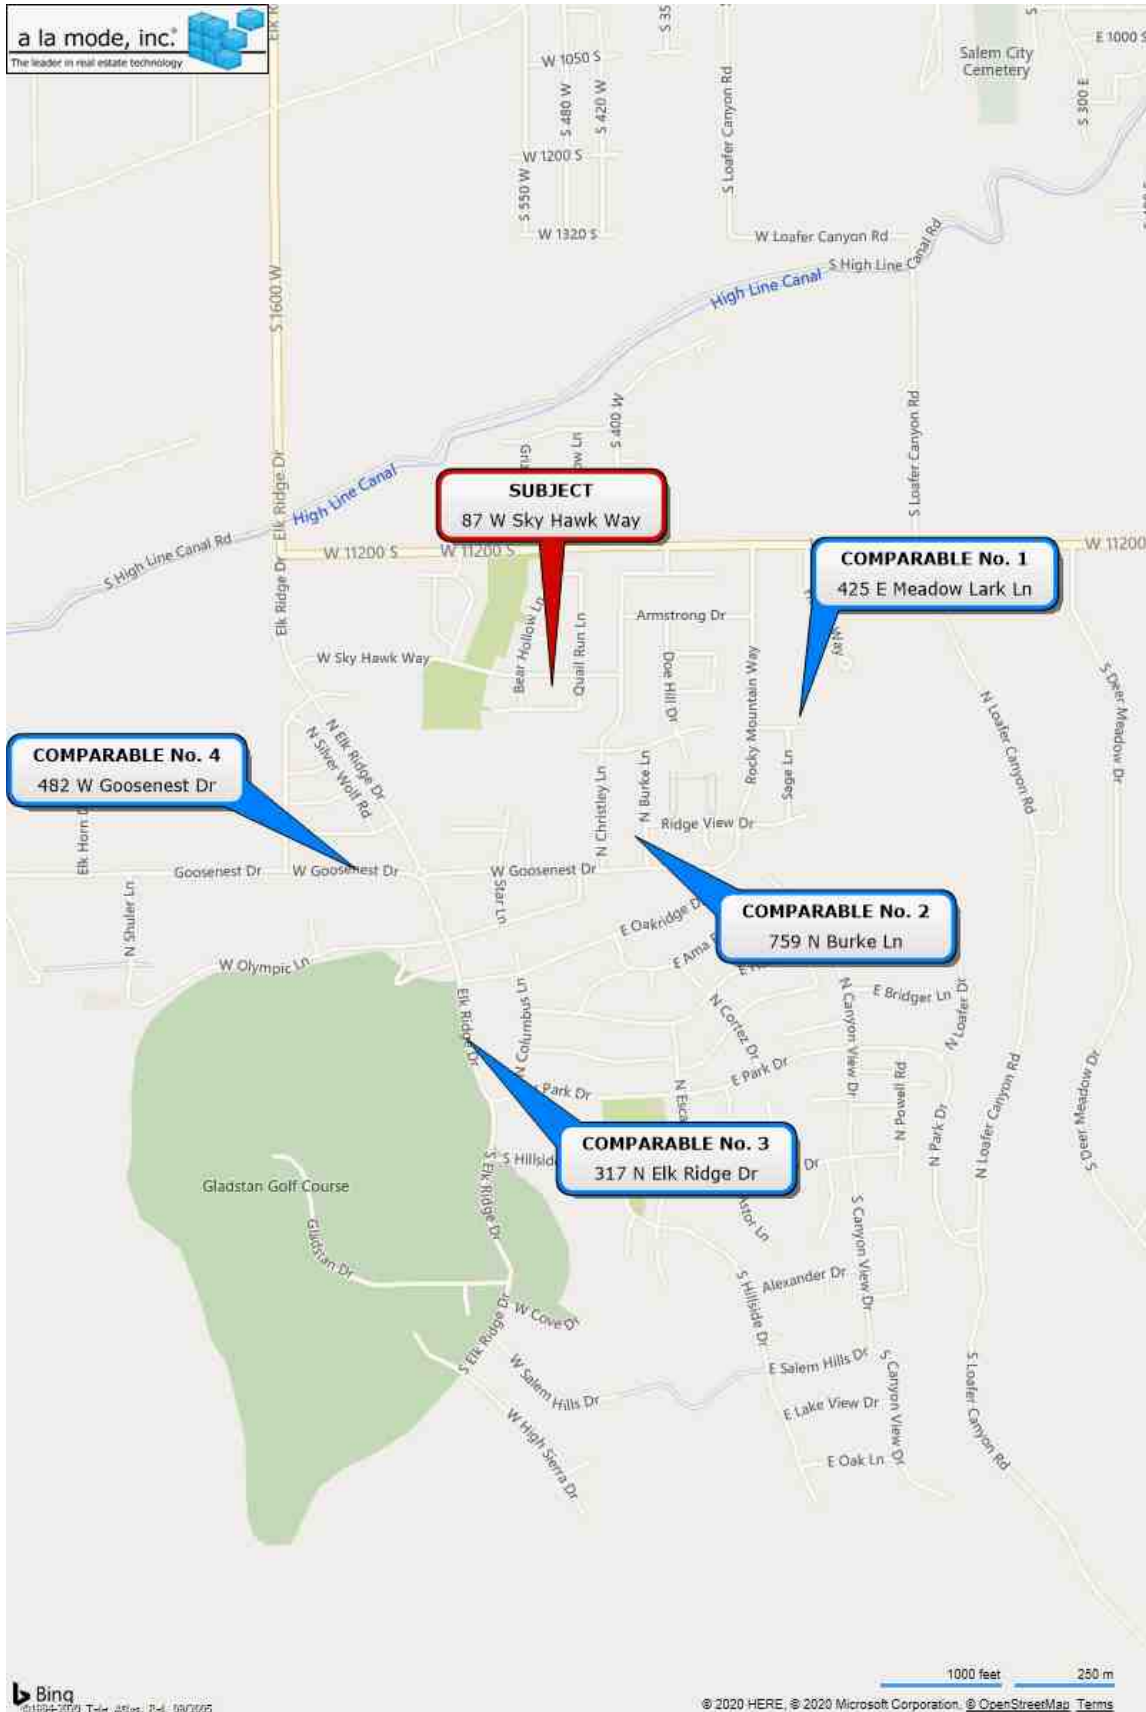 a la mode, inc.®
The leader in real estate technology
W 1050 S
S 480 W
S 420 W
S Loafer Canyon Rd
Salem City
Cemetery
E 1000 S
S 300 E
W 1200 S
S 550 W
W 1320 S
W Loafer Canyon Rd
S High Line Canal Rd
High Line Canal
S 1600 W
S 400 W
S Loafer Canyon Rd
Elk Ridge Dr
High Line Canal
S High Line Canal Rd
SUBJECT
87 W Sky Hawk Way
W 11200 S
W 11200 S
W 11200
COMPARABLE No. 1
425 E Meadow Lark Ln
Elk Ridge Dr
Armstrong Dr
Bear Hollow Ln
Quail Run Ln
Way
W Sky Hawk Way
Doe Hill Dr
Rocky Mountain Way
N Loafer Canyon Rd
S Deer Meadow Dr
N Elk Ridge Dr
N Silver Wolf Rd
COMPARABLE No. 4
482 W Goosenest Dr
N Christley Ln
N Burke Ln
Sage Ln
Ridge View Dr
Elk Horn D
Goosenest Dr
W Goosenest Dr
W Goosenest Dr
N Shuler Ln
Star Ln
COMPARABLE No. 2
759 N Burke Ln
E Oakridge D
E Ama
W Olympic Ln
N Columbus Ln
N Cortez Dr
N Canyon View Dr
E Bridger Ln
N Loafer Dr
Elk Ridge Dr
E Park Dr
Park Dr
N Esca
N Powell Rd
N Park Dr
N Loafer Canyon Rd
S Deer Meadow Dr
COMPARABLE No. 3
317 N Elk Ridge Dr
S Hillsid
Dr
Gladstan Golf Course
S Elk Ridge Dr
Astor Ln
S Canyon View Dr
Gladstan Dr
S Hillside Dr
Alexander Dr
W Cove Dr
S Elk Ridge Dr
W Salem Hills Dr
E Salem Hills Dr
S Canyon View Dr
S Loafer Canyon Rd
E Lake View Dr
W High Sierra Dr
E Oak Ln
1000 feet
250 m
Bing
© 2020 HERE, © 2020 Microsoft Corporation, © OpenStreetMap Terms